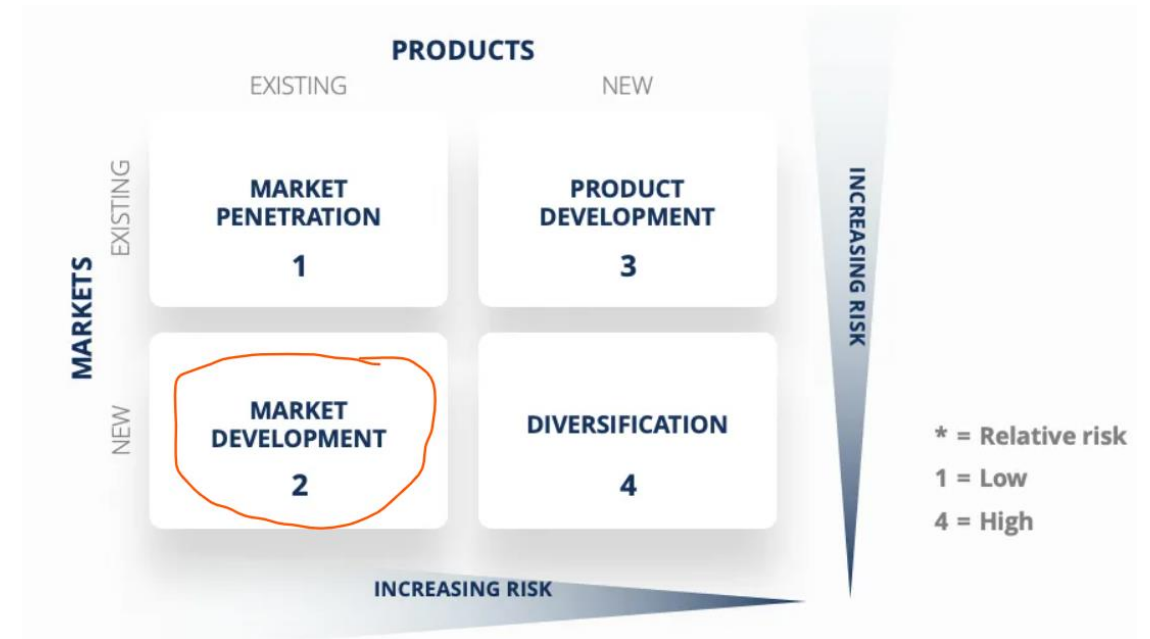 PRODUCTS
EXISTING
NEW
MARKETS
EXISTING
MARKET
PENETRATION
1
PRODUCT
DEVELOPMENT
3
NEW
MARKET
DEVELOPMENT
2
DIVERSIFICATION
4
INCREASING RISK
INCREASING RISK
* = Relative risk
1 = Low
4 = High